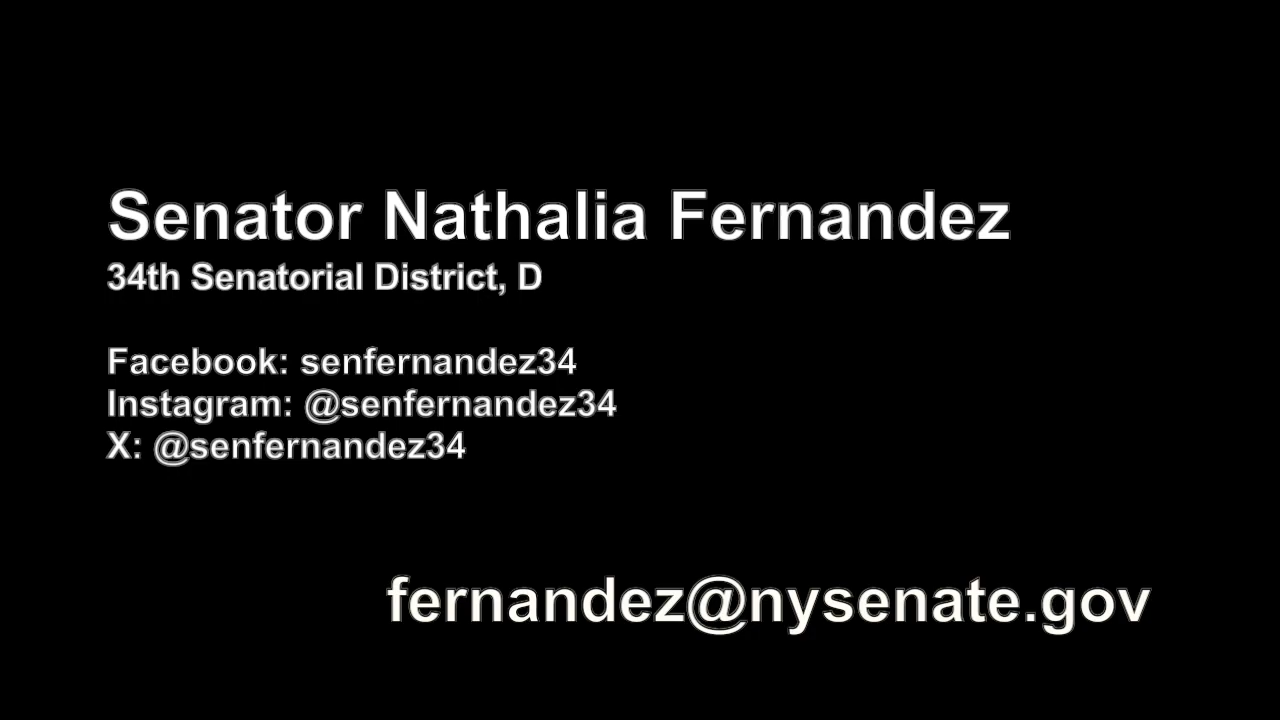 Senator Nathalia Fernandez
34th Senatorial District, D
Facebook: senfernandez34
Instagram: @senfernandez34
X: @senfernandez34
fernandez@nysenate.gov